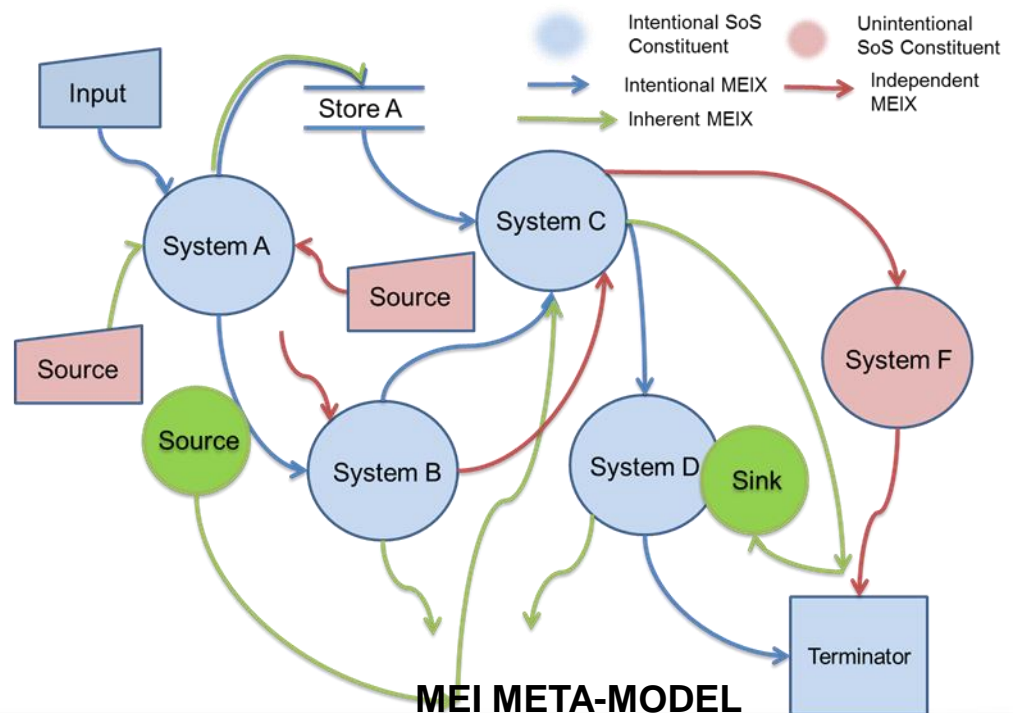 Intentional SoS
Constituent
Unintentional
SoS Constituent
Intentional MEIX
Independent
MEIX
Inherent MEIX
Input
Store A
System A
System C
Source
Source
System F
Source
System B
System D
Sink
Terminator
MEI META-MODEL